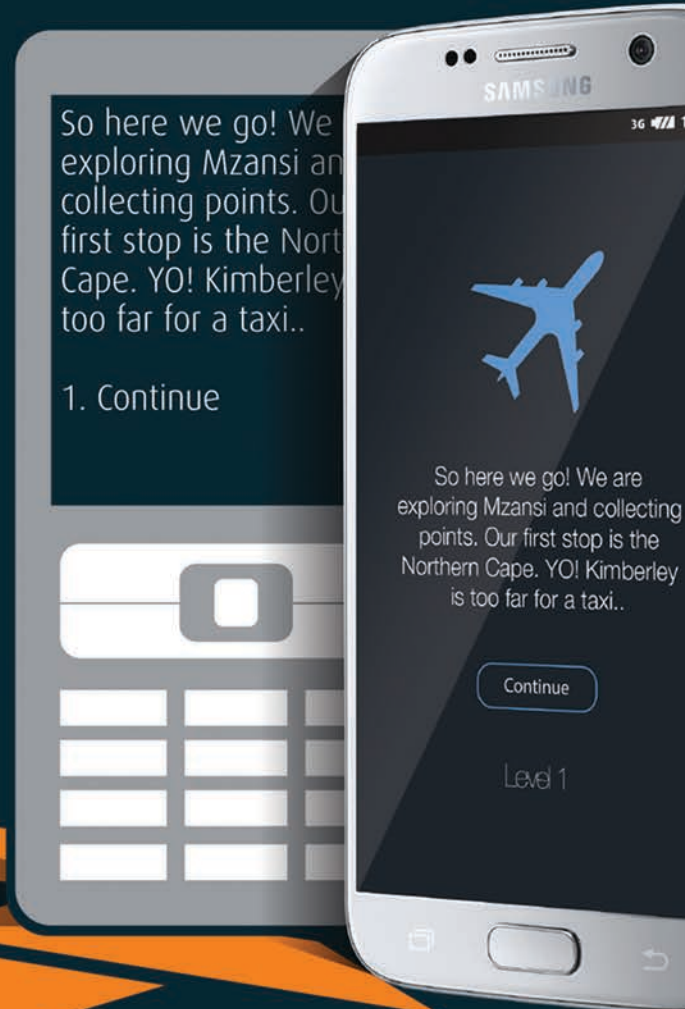 So here we go! We
exploring Mzansi an
collecting points. Ou
first stop is the Nort
Cape. YO! Kimberley
too far for a taxi..
1. Continue
SAMSUNG
3G
So here we go! We are
exploring Mzansi and collecting
points. Our first stop is the
Northern Cape. YO! Kimberley
is too far for a taxi..
Continue
Level 1